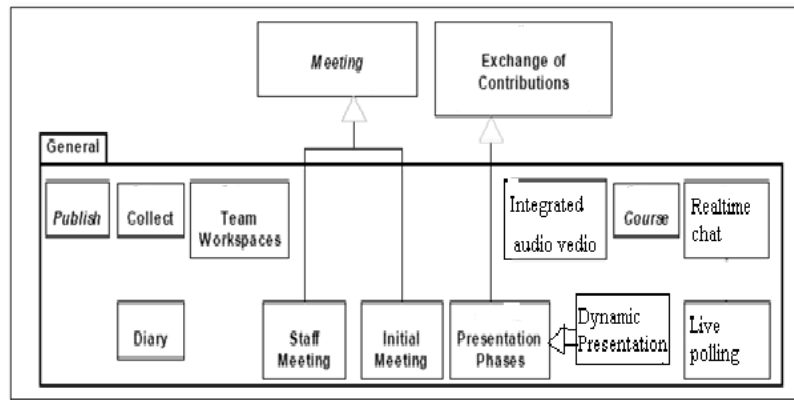 Meeting
Exchange of
Contributions
General
Publish
Collect
Team
Workspaces
Integrated
audio vedio
Course
Realtime
chat
Diary
Staff
Meeting
Initial
Meeting
Presentation
Phases
Dynamic
Presentation
Live
polling